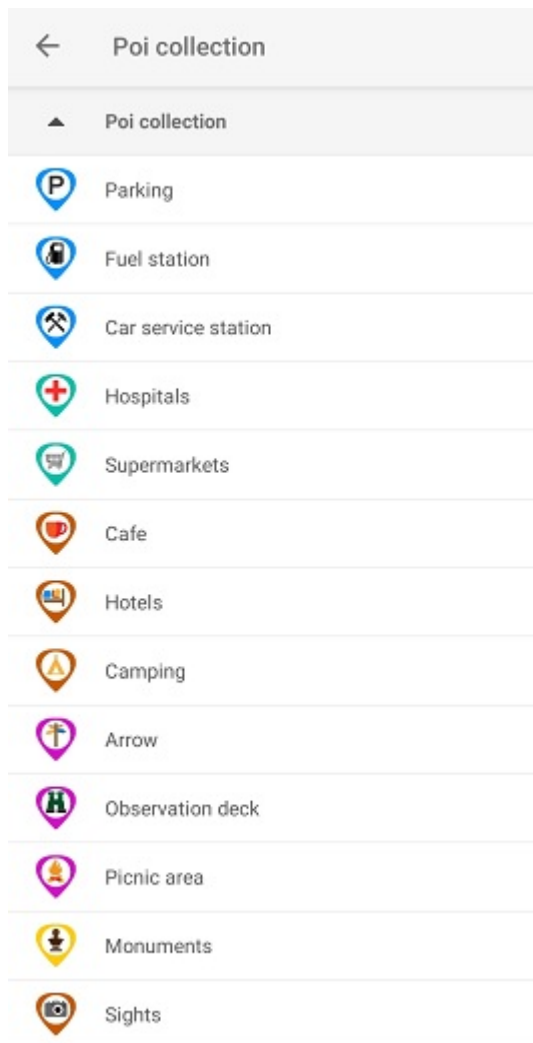 Poi collection
Poi collection
P
Parking
Fuel station
Car service station
Hospitals
Supermarkets
Cafe
Hotels
Camping
Arrow
Observation deck
Picnic area
Monuments
Sights